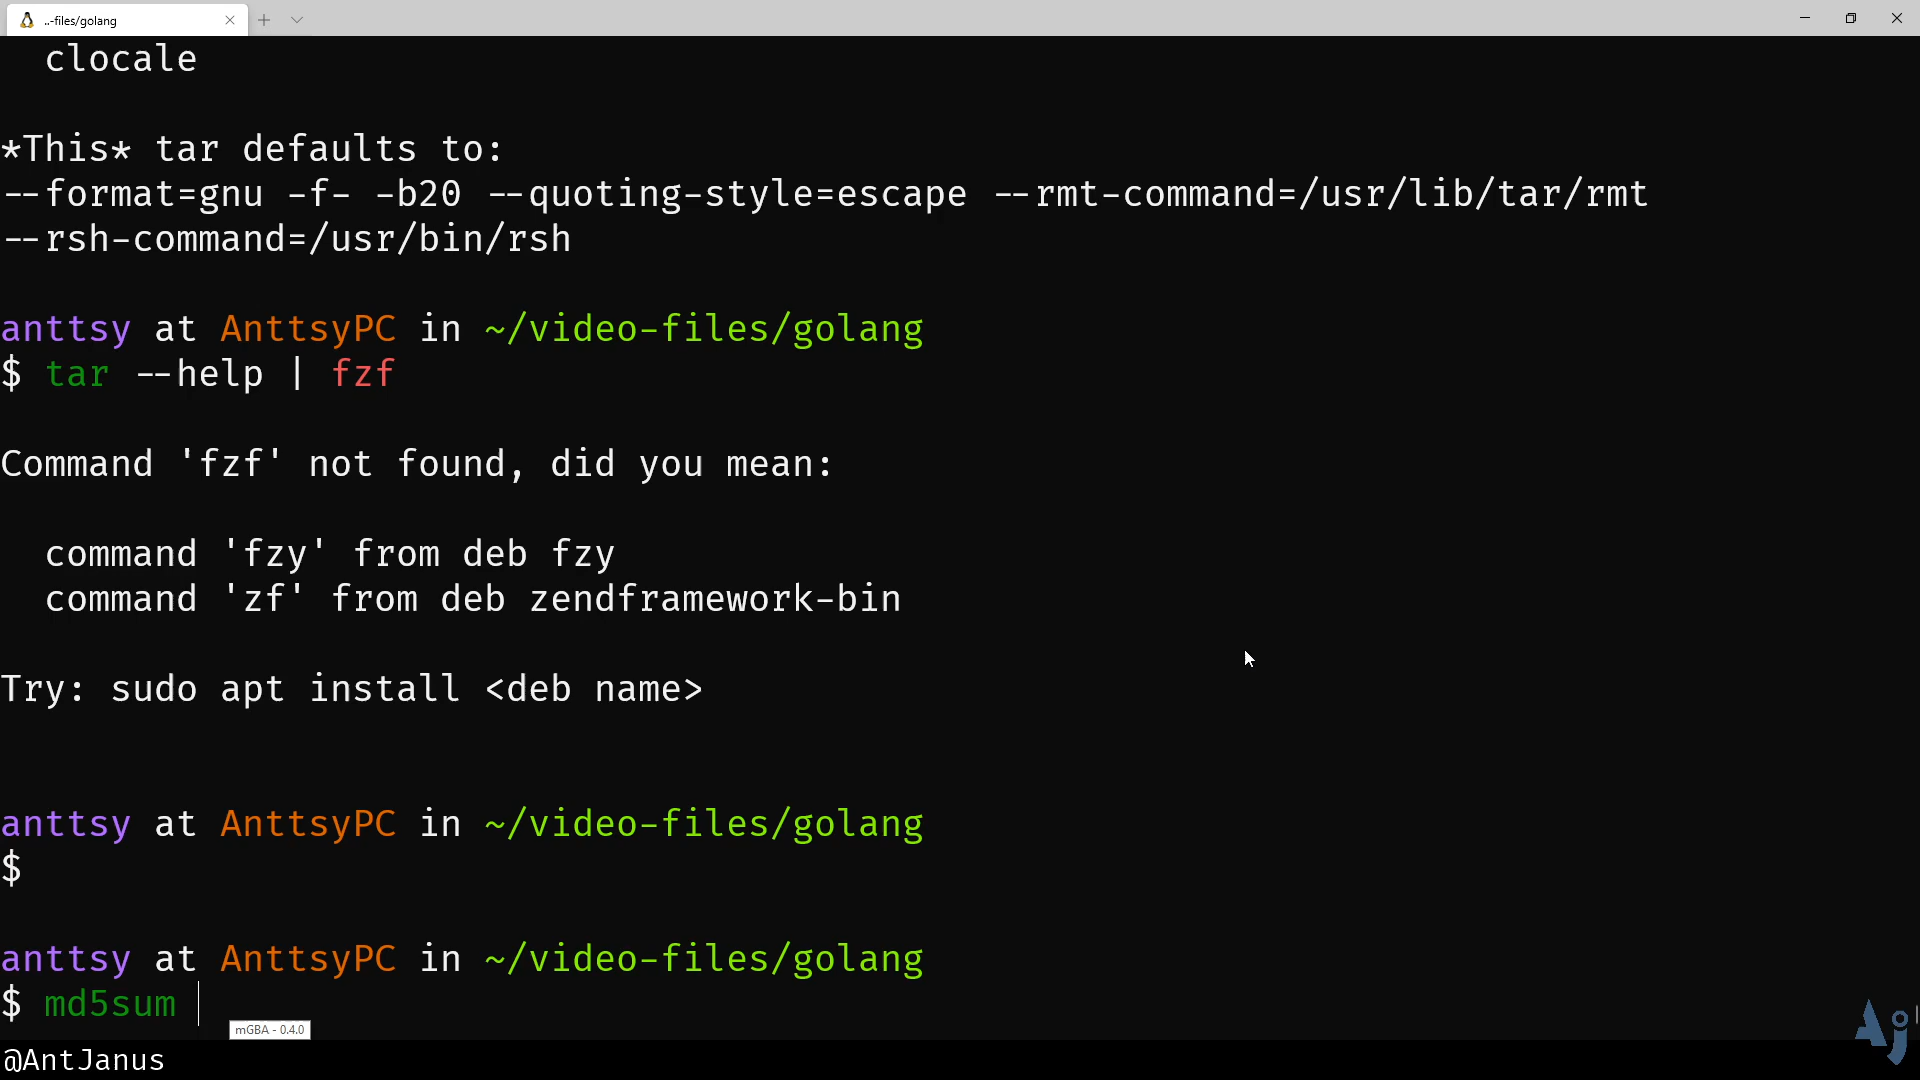 ..-files/golang
clocale
*This* tar defaults to:
--format=gnu -f- -b20 --quoting-style=escape --rmt-command=/usr/lib/tar/rmt
--rsh-command=/usr/bin/rsh
anttsy at AnttsyPC in ~/video-files/golang
$ tar --help | fzf
Command 'fzf' not found, did you mean:
command 'fzy' from deb fzy
command 'zf' from deb zendframework-bin
Try: sudo apt install <deb name>
anttsy at AnttsyPC in ~/video-files/golang
$
anttsy at AnttsyPC in ~/video-files/golang
$ md5sum
mGBA - 0.4.0
@AntJanus
Aj